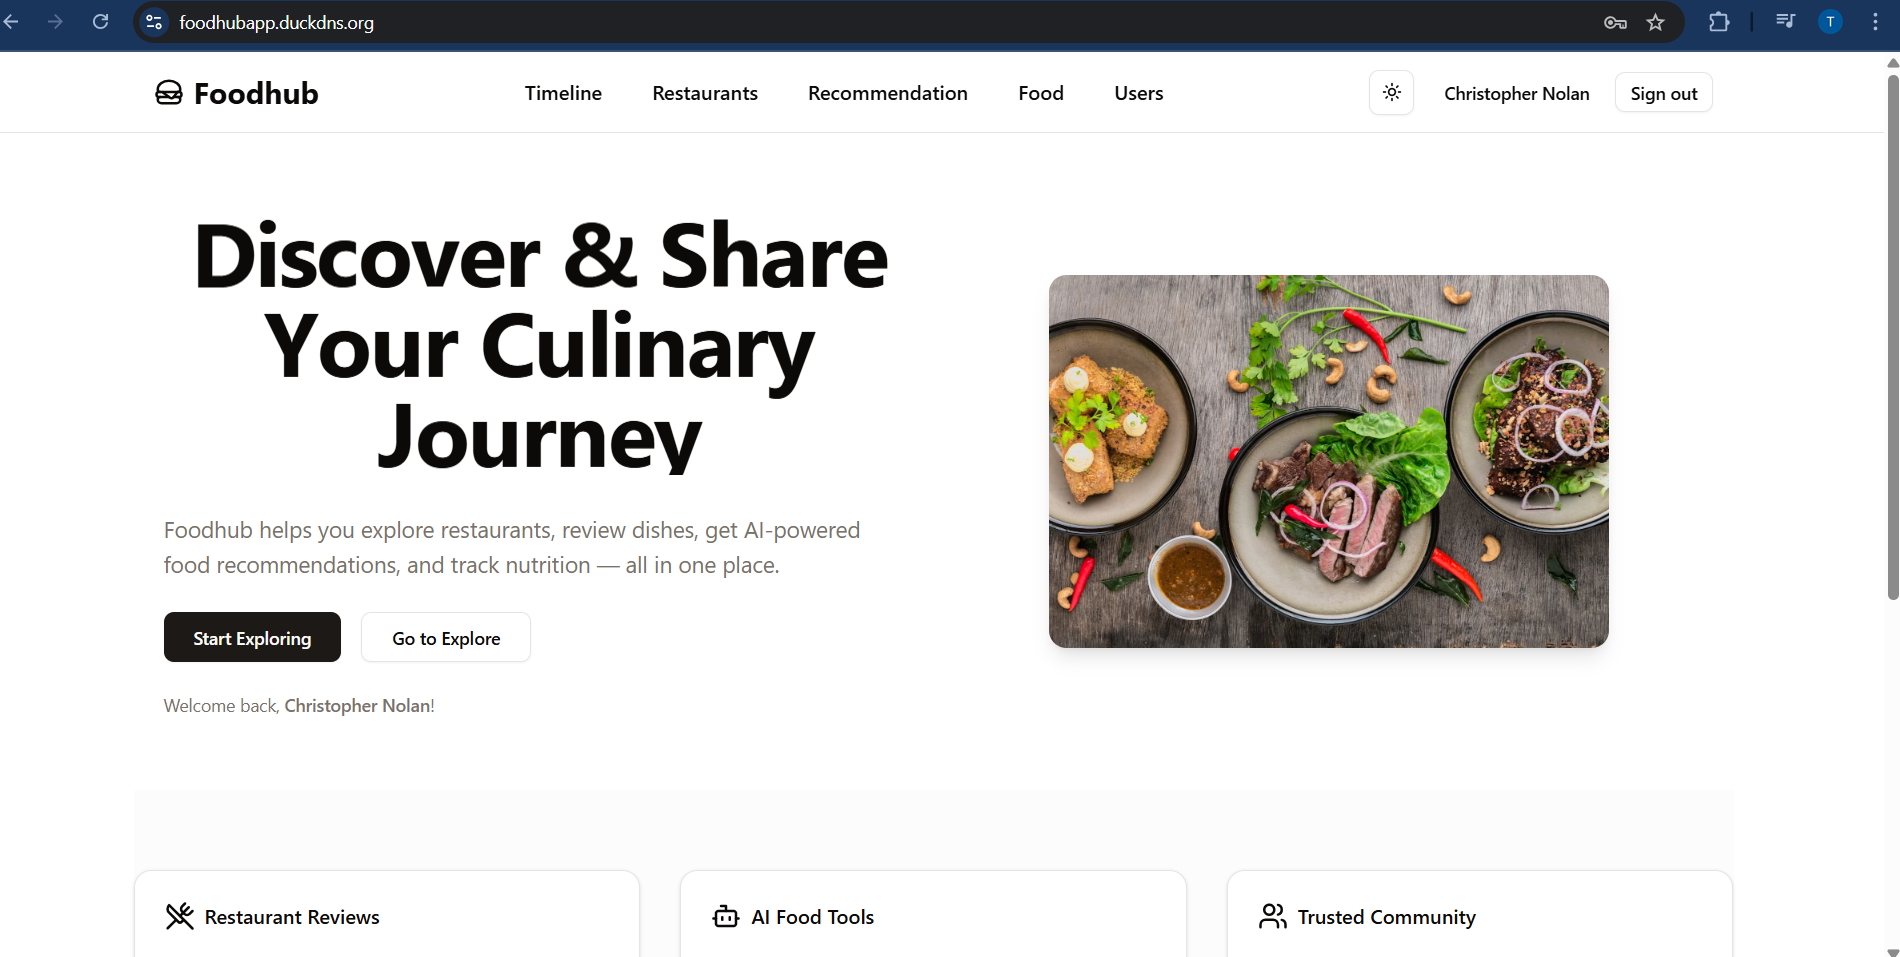 foodhubapp.duckdns.org
T
Foodhub
Timeline
Restaurants
Recommendation
Food
Users
Christopher Nolan
Sign out
Discover & Share
Your Culinary
Journey
Foodhub helps you explore restaurants, review dishes, get AI-powered
food recommendations, and track nutrition — all in one place.
Start Exploring
Go to Explore
Welcome back, Christopher Nolan!
Restaurant Reviews
AI Food Tools
Trusted Community